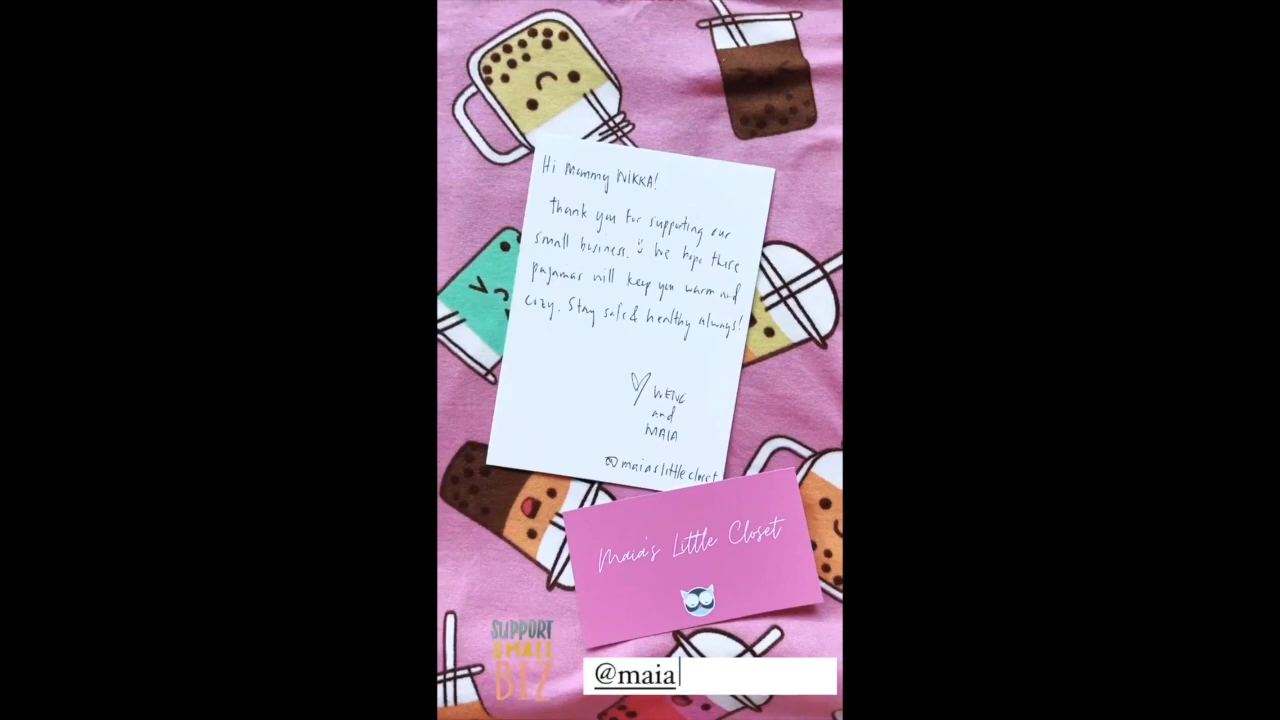 Hi Mommy NIKKA!
Thank you for supporting our
small business. We hope these
pajamas will keep you warm and
cozy. Stay safe & healthy always!
WENG
and
MAIA
@maiaslittlecloset
Maia's Little Closet
SUPPORT
SMALL
BIZ
@maia